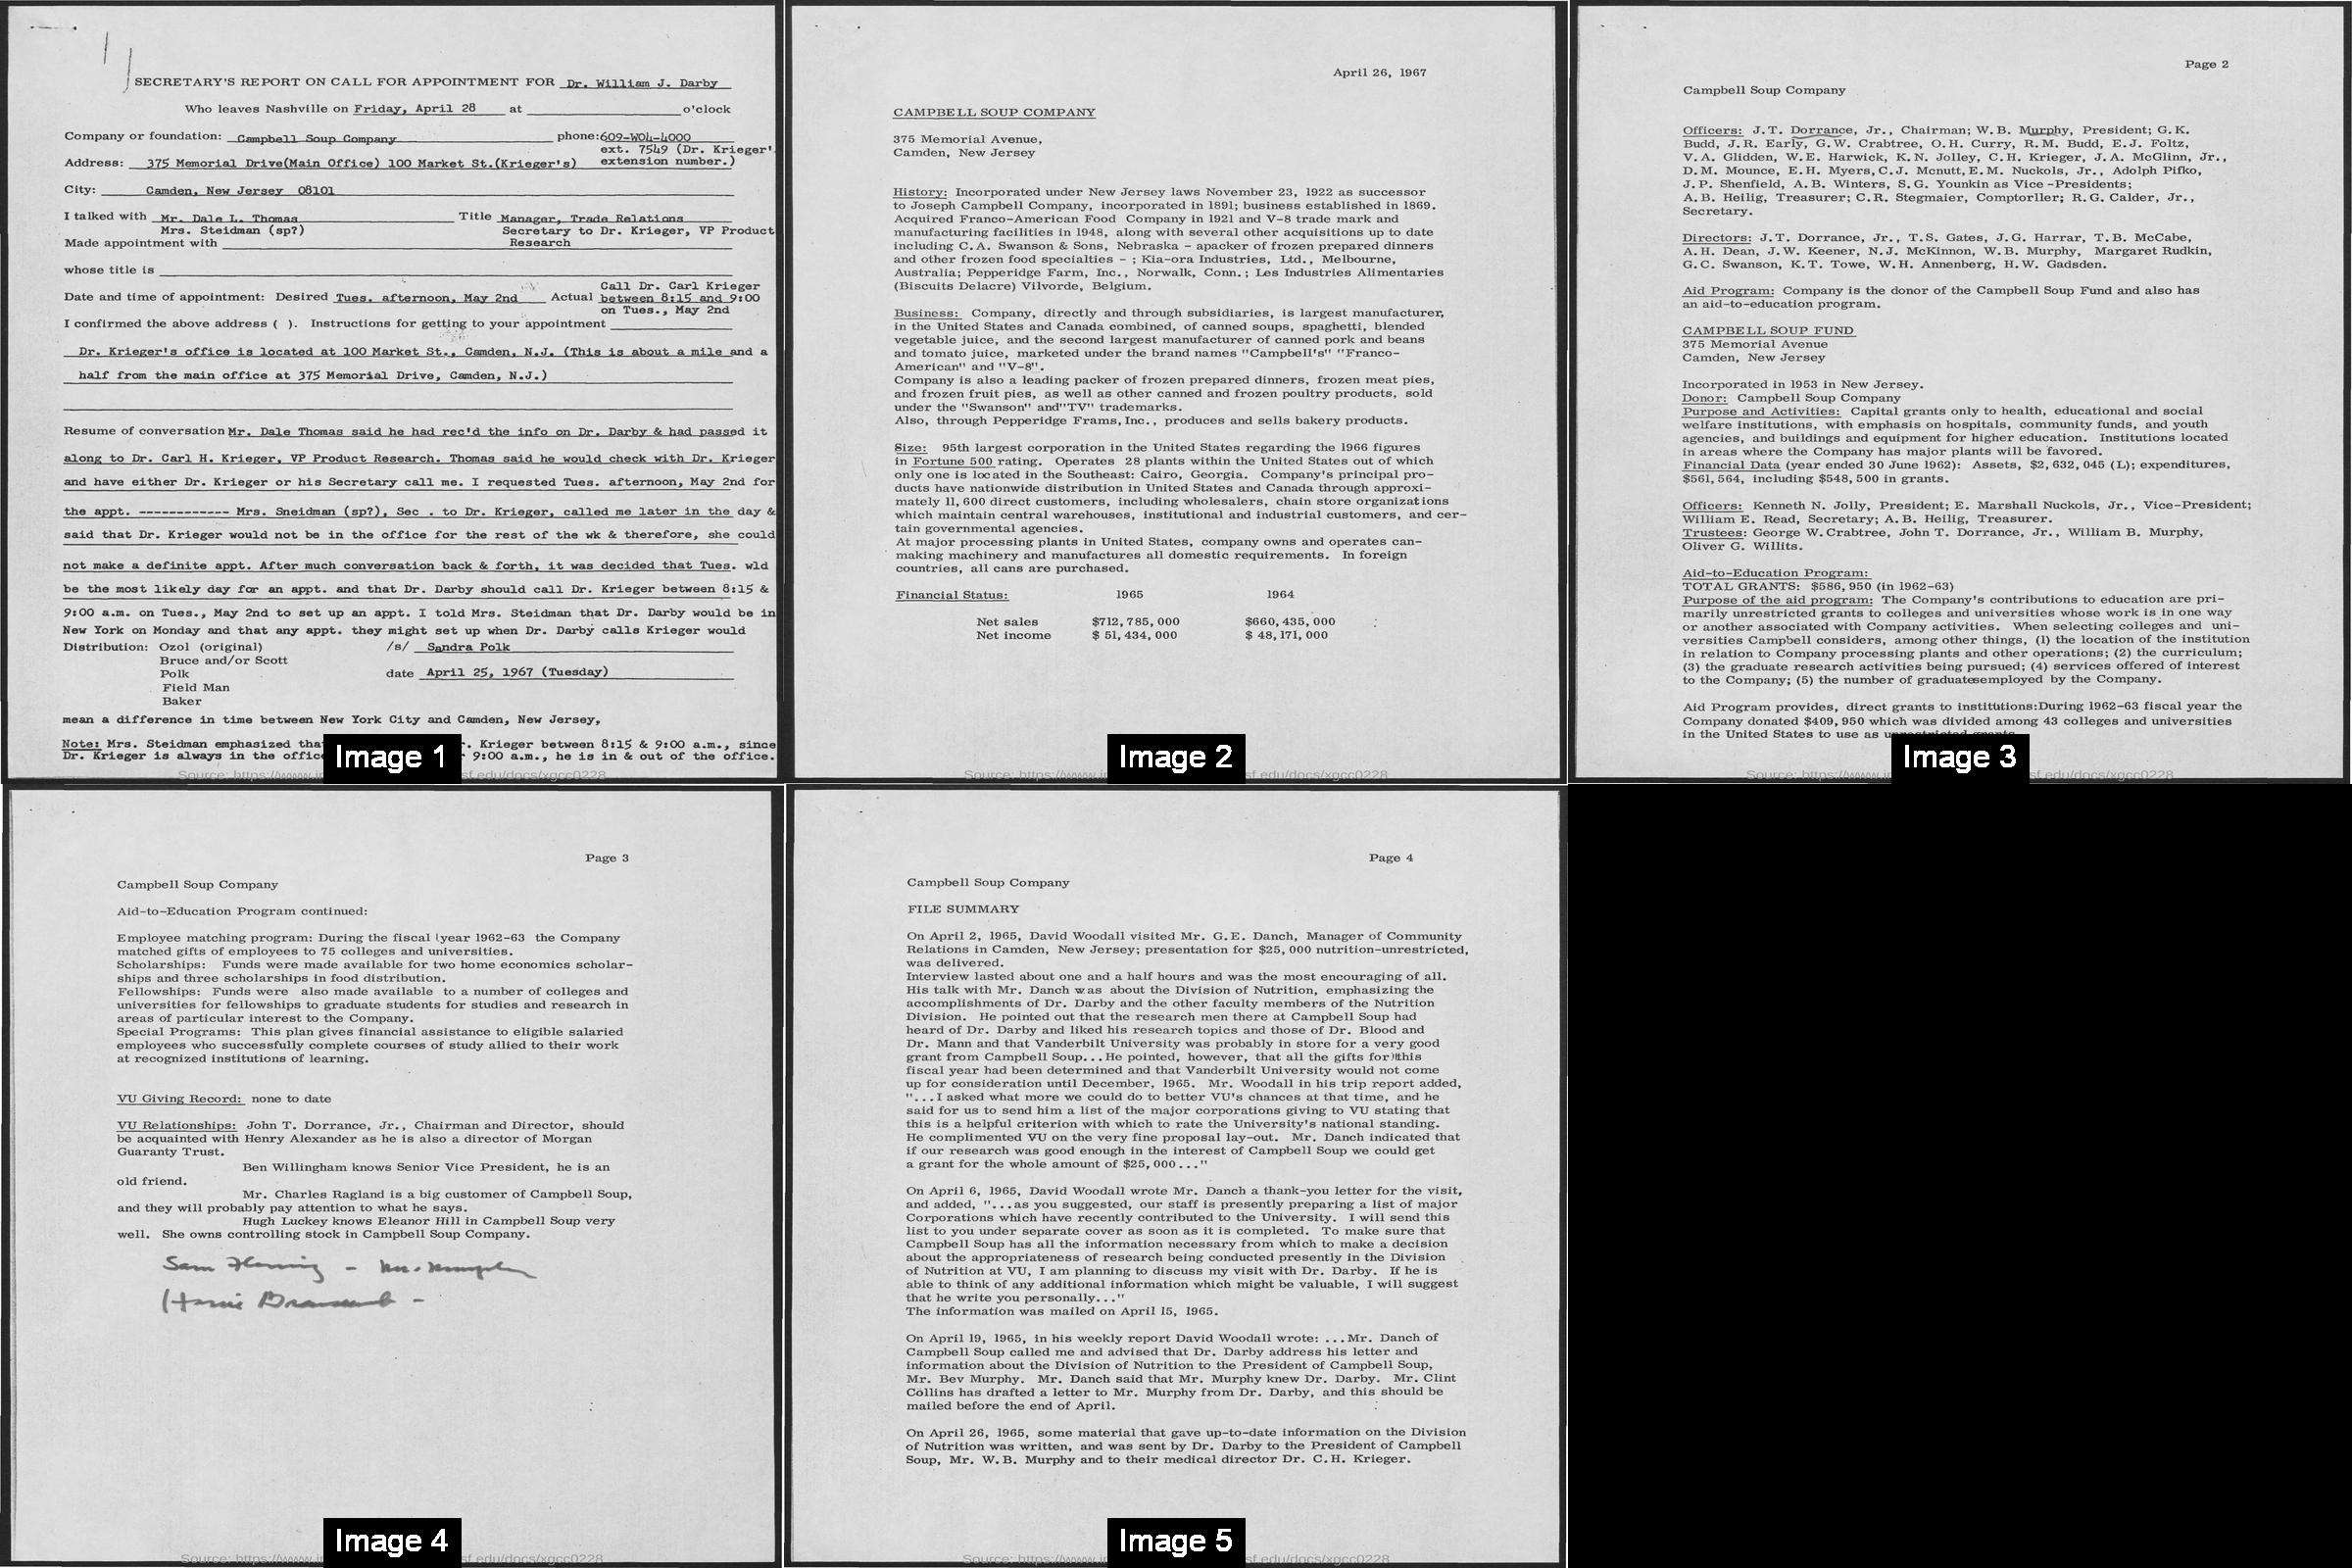 SECRETARY'S REPORT ON CALL FOR APPOINTMENT FOR Dr. William J. Darby
Who leaves Nashville on Friday, April 28 at o'clock
Company or foundation: Campbell Soup Company phone:609-WO4-4000
ext. 7549 (Dr. Krieger's
Address: 375 Memorial Drive(Main Office) 100 Market St.(Krieger's) extension number.)
City: Camden, New Jersey 08101
I talked with Mr. Dale L. Thomas Title Manager, Trade Relations
Mrs. Steidman (sp?) Secretary to Dr. Krieger, VP Product
Made appointment with Research
whose title is
Call Dr. Carl Krieger
Date and time of appointment: Desired Tues. afternoon, May 2nd Actual between 8:15 and 9:00
on Tues., May 2nd
I confirmed the above address ( ). Instructions for getting to your appointment
Dr. Krieger's office is located at 100 Market St., Camden, N.J. (This is about a mile and a
half from the main office at 375 Memorial Drive, Camden, N.J.)
Resume of conversation Mr. Dale Thomas said he had rec'd the info on Dr. Darby & had passed it
along to Dr. Carl H. Krieger, VP Product Research. Thomas said he would check with Dr. Krieger
and have either Dr. Krieger or his Secretary call me. I requested Tues. afternoon, May 2nd for
the appt. ------------ Mrs. Sneidman (sp?), Sec . to Dr. Krieger, called me later in the day &
said that Dr. Krieger would not be in the office for the rest of the wk & therefore, she could
not make a definite appt. After much conversation back & forth, it was decided that Tues. wld
be the most likely day for an appt. and that Dr. Darby should call Dr. Krieger between 8:15 &
9:00 a.m. on Tues., May 2nd to set up an appt. I told Mrs. Steidman that Dr. Darby would be in
New York on Monday and that any appt. they might set up when Dr. Darby calls Krieger would
Distribution: Ozol (original) /s/ Sandra Polk
Bruce and/or Scott
Polk date April 25, 1967 (Tuesday)
Field Man
Baker
mean a difference in time between New York City and Camden, New Jersey,
Note: Mrs. Steidman emphasized . Krieger between 8:15 & 9:00 a.m., since
Dr. Krieger is always in the 9:00 a.m., he is in & out of the office.
Image 1
Source: https://www.i sf.edu/docs/xgcc0228
April 26, 1967
CAMPBELL SOUP COMPANY
375 Memorial Avenue,
Camden, New Jersey
History: Incorporated under New Jersey laws November 23, 1922 as successor
to Joseph Campbell Company, incorporated in 1891; business established in 1869.
Acquired Franco-American Food Company in 1921 and V-8 trade mark and
manufacturing facilities in 1948, along with several other acquisitions up to date
including C.A. Swanson & Sons, Nebraska - apacker of frozen prepared dinners
and other frozen food specialties - ; Kia-ora Industries, Ltd., Melbourne,
Australia; Pepperidge Farm, Inc., Norwalk, Conn.; Les Industries Alimentaries
(Biscuits Delacre) Vilvorde, Belgium.
Business: Company, directly and through subsidiaries, is largest manufacturer,
in the United States and Canada combined, of canned soups, spaghetti, blended
vegetable juice, and the second largest manufacturer of canned pork and beans
and tomato juice, marketed under the brand names "Campbell's" "Franco-
American" and "V-8".
Company is also a leading packer of frozen prepared dinners, frozen meat pies,
and frozen fruit pies, as well as other canned and frozen poultry products, sold
under the "Swanson" and"TV" trademarks.
Also, through Pepperidge Frams,Inc., produces and sells bakery products.
Size: 95th largest corporation in the United States regarding the 1966 figures
in Fortune 500 rating. Operates 28 plants within the United States out of which
only one is located in the Southeast: Cairo, Georgia. Company's principal pro-
ducts have nationwide distribution in United States and Canada through approxi-
mately 11,600 direct customers, including wholesalers, chain store organizations
which maintain central warehouses, institutional and industrial customers, and cer-
tain governmental agencies.
At major processing plants in United States, company owns and operates can-
making machinery and manufactures all domestic requirements. In foreign
countries, all cans are purchased.
Financial Status: 1965 1964
Net sales $712,785,000 $660,435,000
Net income $ 51,434,000 $ 48,171,000
Image 2
Source: https://www.i sf.edu/docs/xgcc0228
Page 2
Campbell Soup Company
Officers: J.T. Dorrance, Jr., Chairman; W.B. Murphy, President; G.K.
Budd, J.R. Early, G.W. Crabtree, O.H. Curry, R.M. Budd, E.J. Foltz,
V.A. Glidden, W.E. Harwick, K.N. Jolley, C.H. Krieger, J.A. McGlinn, Jr.,
D.M. Mounce, E.H. Myers,C.J. Mcnutt,E.M. Nuckols, Jr., Adolph Pifko,
J.P. Shenfield, A.B. Winters, S.G. Younkin as Vice-Presidents;
A.B. Heilig, Treasurer; C.R. Stegmaier, Comptorller; R.G. Calder, Jr.,
Secretary.
Directors: J.T. Dorrance, Jr., T.S. Gates, J.G. Harrar, T.B. McCabe,
A.H. Dean, J.W. Keener, N.J. McKinnon, W.B. Murphy, Margaret Rudkin,
G.C. Swanson, K.T. Towe, W.H. Annenberg, H.W. Gadsden.
Aid Program: Company is the donor of the Campbell Soup Fund and also has
an aid-to-education program.
CAMPBELL SOUP FUND
375 Memorial Avenue
Camden, New Jersey
Incorporated in 1953 in New Jersey.
Donor: Campbell Soup Company
Purpose and Activities: Capital grants only to health, educational and social
welfare institutions, with emphasis on hospitals, community funds, and youth
agencies, and buildings and equipment for higher education. Institutions located
in areas where the Company has major plants will be favored.
Financial Data (year ended 30 June 1962): Assets, $2,632,045 (L); expenditures,
$561,564, including $548,500 in grants.
Officers: Kenneth N. Jolly, President; E. Marshall Nuckols, Jr., Vice-President;
William E. Read, Secretary; A.B. Heilig, Treasurer.
Trustees: George W. Crabtree, John T. Dorrance, Jr., William B. Murphy,
Oliver G. Willits.
Aid-to-Education Program:
TOTAL GRANTS: $586,950 (in 1962-63)
Purpose of the aid program: The Company's contributions to education are pri-
marily unrestricted grants to colleges and universities whose work is in one way
or another associated with Company activities. When selecting colleges and uni-
versities Campbell considers, among other things, (1) the location of the institution
in relation to Company processing plants and other operations; (2) the curriculum;
(3) the graduate research activities being pursued; (4) services offered of interest
to the Company; (5) the number of graduatesemployed by the Company.
Aid Program provides, direct grants to institutions:During 1962-63 fiscal year the
Company donated $409,950 which was divided among 43 colleges and universities
in the United States to use as unrestricted grants.
Image 3
Source: https://www.i sf.edu/docs/xgcc0228
Page 3
Campbell Soup Company
Aid-to-Education Program continued:
Employee matching program: During the fiscal year 1962-63 the Company
matched gifts of employees to 75 colleges and universities.
Scholarships: Funds were made available for two home economics scholar-
ships and three scholarships in food distribution.
Fellowships: Funds were also made available to a number of colleges and
universities for fellowships to graduate students for studies and research in
areas of particular interest to the Company.
Special Programs: This plan gives financial assistance to eligible salaried
employees who successfully complete courses of study allied to their work
at recognized institutions of learning.
VU Giving Record: none to date
VU Relationships: John T. Dorrance, Jr., Chairman and Director, should
be acquainted with Henry Alexander as he is also a director of Morgan
Guaranty Trust.
Ben Willingham knows Senior Vice President, he is an
old friend.
Mr. Charles Ragland is a big customer of Campbell Soup,
and they will probably pay attention to what he says.
Hugh Luckey knows Eleanor Hill in Campbell Soup very
well. She owns controlling stock in Campbell Soup Company.
Sam Fleming - Mr. Murphy
Harvie Branscomb -
Image 4
Source: https://www.i sf.edu/docs/xgcc0228
Page 4
Campbell Soup Company
FILE SUMMARY
On April 2, 1965, David Woodall visited Mr. G.E. Danch, Manager of Community
Relations in Camden, New Jersey; presentation for $25,000 nutrition-unrestricted,
was delivered.
Interview lasted about one and a half hours and was the most encouraging of all.
His talk with Mr. Danch was about the Division of Nutrition, emphasizing the
accomplishments of Dr. Darby and the other faculty members of the Nutrition
Division. He pointed out that the research men there at Campbell Soup had
heard of Dr. Darby and liked his research topics and those of Dr. Blood and
Dr. Mann and that Vanderbilt University was probably in store for a very good
grant from Campbell Soup...He pointed, however, that all the gifts for this
fiscal year had been determined and that Vanderbilt University would not come
up for consideration until December, 1965. Mr. Woodall in his trip report added,
"...I asked what more we could do to better VU's chances at that time, and he
said for us to send him a list of the major corporations giving to VU stating that
this is a helpful criterion with which to rate the University's national standing.
He complimented VU on the very fine proposal lay-out. Mr. Danch indicated that
if our research was good enough in the interest of Campbell Soup we could get
a grant for the whole amount of $25,000..."
On April 6, 1965, David Woodall wrote Mr. Danch a thank-you letter for the visit,
and added, "...as you suggested, our staff is presently preparing a list of major
Corporations which have recently contributed to the University. I will send this
list to you under separate cover as soon as it is completed. To make sure that
Campbell Soup has all the information necessary from which to make a decision
about the appropriateness of research being conducted presently in the Division
of Nutrition at VU, I am planning to discuss my visit with Dr. Darby. If he is
able to think of any additional information which might be valuable, I will suggest
that he write you personally..."
The information was mailed on April 15, 1965.
On April 19, 1965, in his weekly report David Woodall wrote: ...Mr. Danch of
Campbell Soup called me and advised that Dr. Darby address his letter and
information about the Division of Nutrition to the President of Campbell Soup,
Mr. Bev Murphy. Mr. Danch said that Mr. Murphy knew Dr. Darby. Mr. Clint
Collins has drafted a letter to Mr. Murphy from Dr. Darby, and this should be
mailed before the end of April.
On April 26, 1965, some material that gave up-to-date information on the Division
of Nutrition was written, and was sent by Dr. Darby to the President of Campbell
Soup, Mr. W.B. Murphy and to their medical director Dr. C.H. Krieger.
Image 5
Source: https://www.i sf.edu/docs/xgcc0228